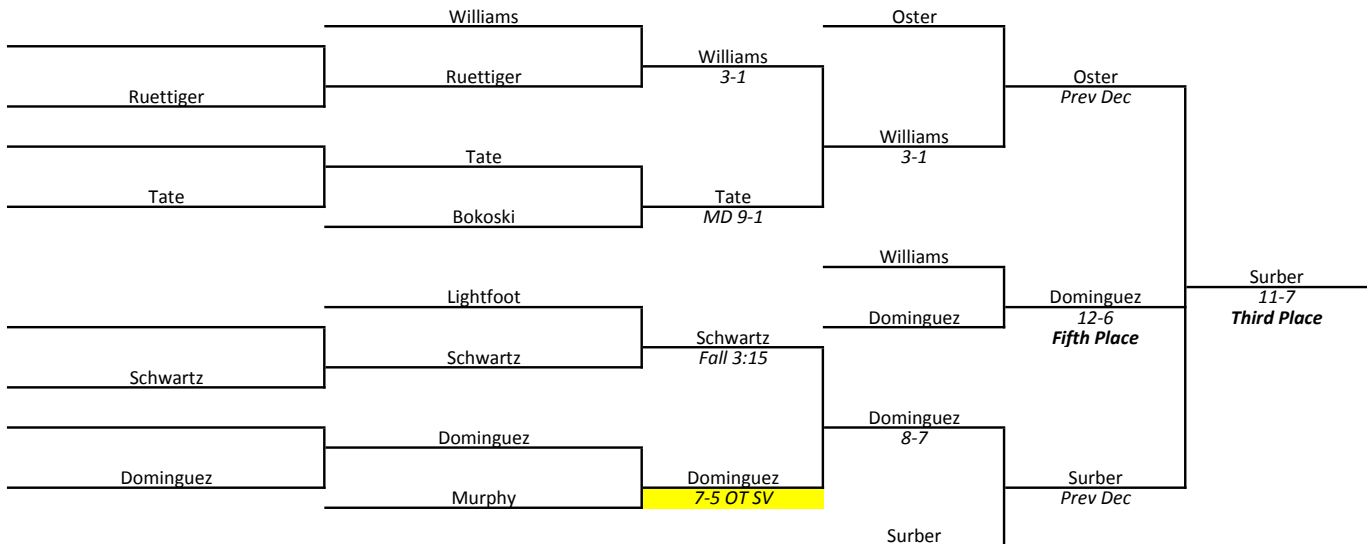 Williams
Oster
Williams
3-1
Ruettiger
Oster
Prev Dec
Ruettiger
Williams
3-1
Tate
Tate
Tate
MD 9-1
Bokoski
Williams
Surber
11-7
Third Place
Lightfoot
Dominguez
12-6
Fifth Place
Dominguez
Schwartz
Fall 3:15
Schwartz
Schwartz
Dominguez
8-7
Dominguez
Dominguez
Dominguez
7-5 OT SV
Surber
Prev Dec
Murphy
Surber